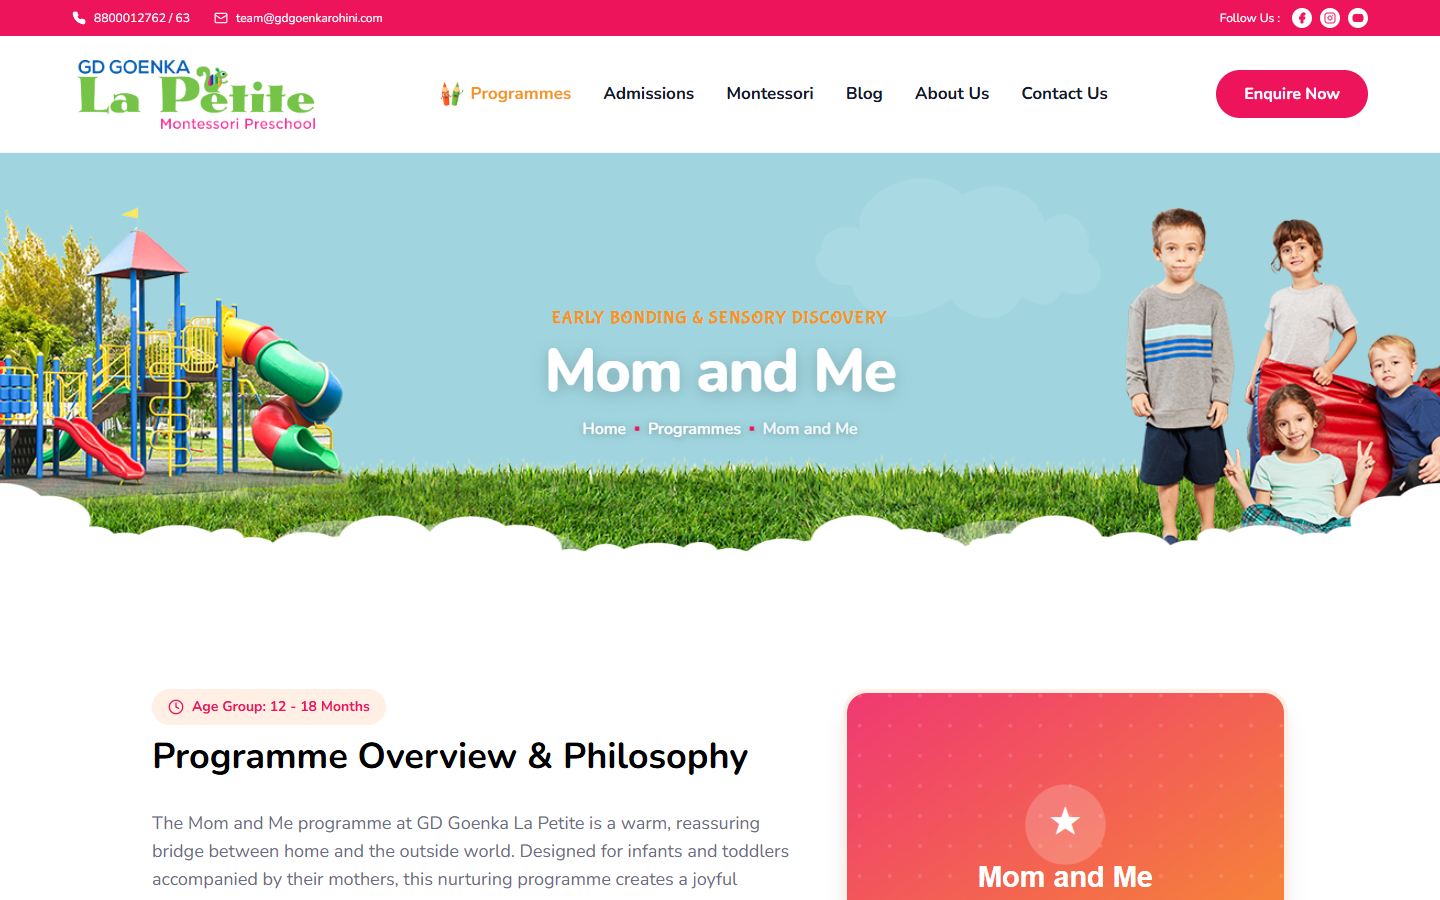 8800012762 / 63
team@gdgoenkarohini.com
Follow Us :
GD GOENKA
La Petite
Montessori Preschool
Programmes
Admissions
Montessori
Blog
About Us
Contact Us
Enquire Now
EARLY BONDING & SENSORY DISCOVERY
Mom and Me
Home ▪ Programmes ▪ Mom and Me
Age Group: 12 - 18 Months
Programme Overview & Philosophy
The Mom and Me programme at GD Goenka La Petite is a warm, reassuring
bridge between home and the outside world. Designed for infants and toddlers
accompanied by their mothers, this nurturing programme creates a joyful
Mom and Me